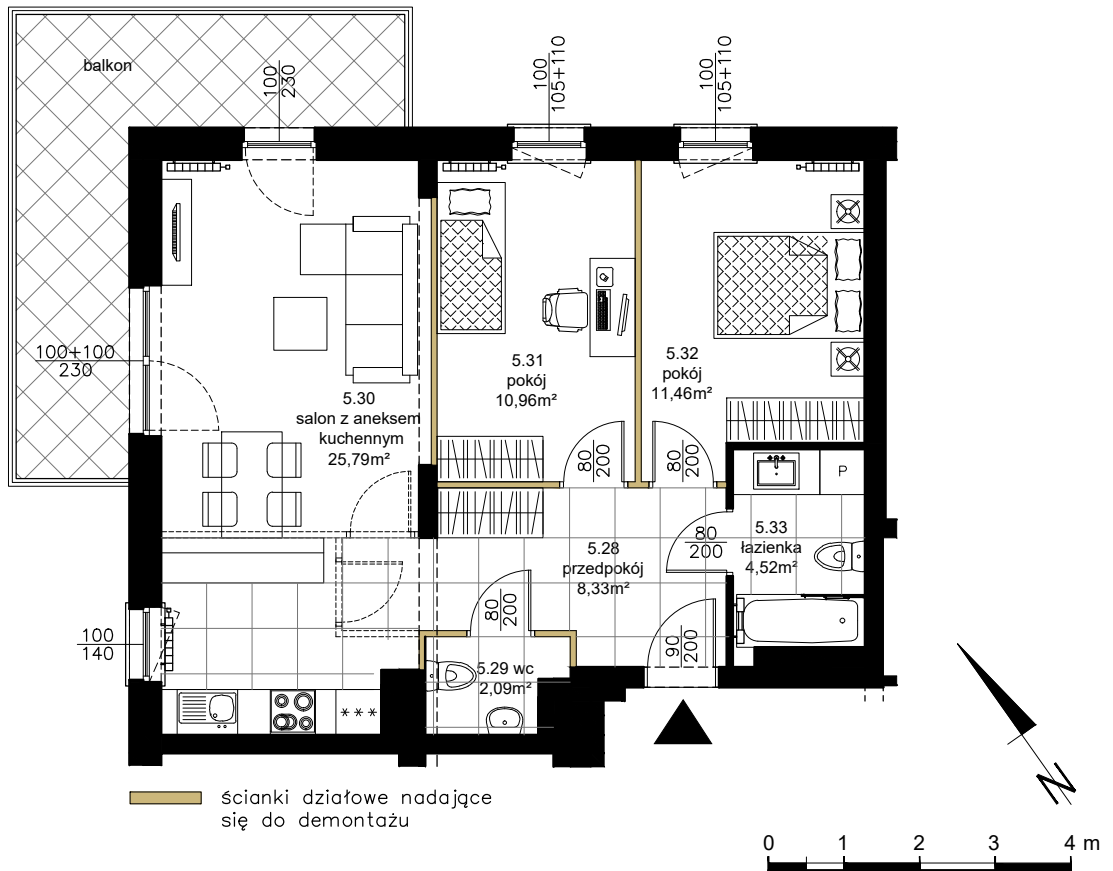 balkon
100
230
100
105+110
100
105+110
100+100
230
5.30
salon z aneksem
kuchennym
25,79m²
5.31
pokój
10,96m²
5.32
pokój
11,46m²
80
200
80
200
P
5.33
łazienka
4,52m²
80
200
5.28
przedpokój
8,33m²
80
200
90
200
100
140
5.29 wc
2,09m²
***
ścianki działowe nadające
się do demontażu
N
0 1 2 3 4 m